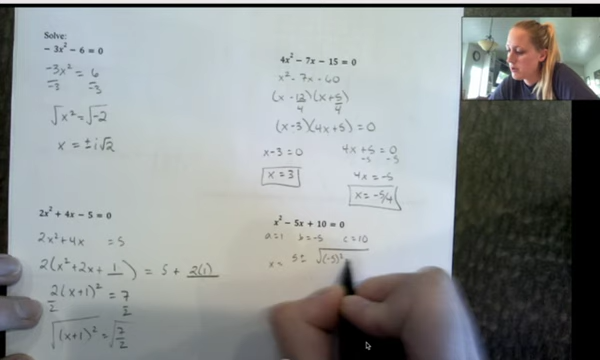 Solve:
− 3x² − 6 = 0
-3x² = 6
-3 -3
√x² = √-2
x = ±i√2
4x² − 7x − 15 = 0
x² - 7x - 60
(x - 12/4)(x + 5/4)
(x-3)(4x+5) = 0
x-3 = 0 4x+5 = 0
-5 -5
x = 3 4x = -5
x = -5/4
2x² + 4x − 5 = 0
2x² + 4x = 5
2(x² + 2x + 1) = 5 + 2(1)
2(x+1)² = 7
2 2
√(x+1)² = √7/2
x² − 5x + 10 = 0
a=1 b=-5 c=10
x = 5 ± √(-5)²